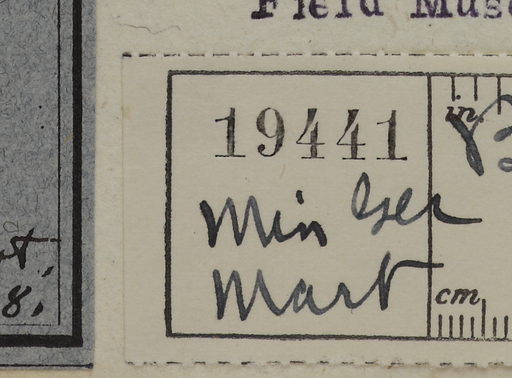 Field Mus
19441
in.
Min Ger
Mart
cm.
8.